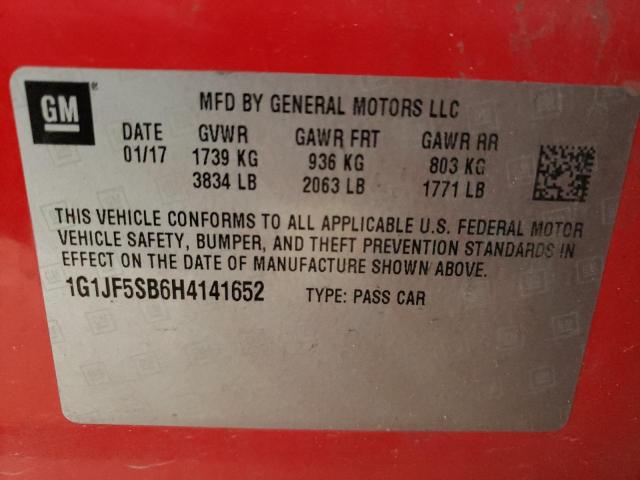 GM
MFD BY GENERAL MOTORS LLC
DATE GVWR GAWR FRT GAWR RR
01/17 1739 KG 936 KG 803 KG
3834 LB 2063 LB 1771 LB
THIS VEHICLE CONFORMS TO ALL APPLICABLE U.S. FEDERAL MOTOR
VEHICLE SAFETY, BUMPER, AND THEFT PREVENTION STANDARDS IN
EFFECT ON THE DATE OF MANUFACTURE SHOWN ABOVE.
1G1JF5SB6H4141652 TYPE: PASS CAR